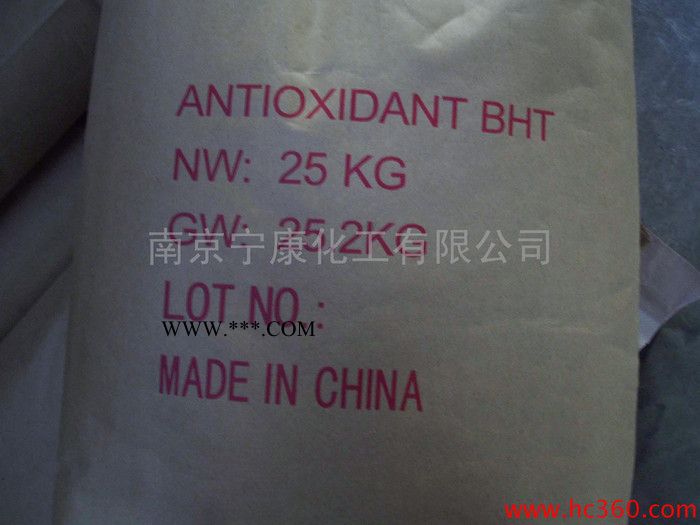 ANTIOXIDANT BHT
NW: 25 KG
GW: 25.2KG
南京宁康化工有限公司
LOT NO :
WWW.***.COM
MADE IN CHINA
www.hc360.com